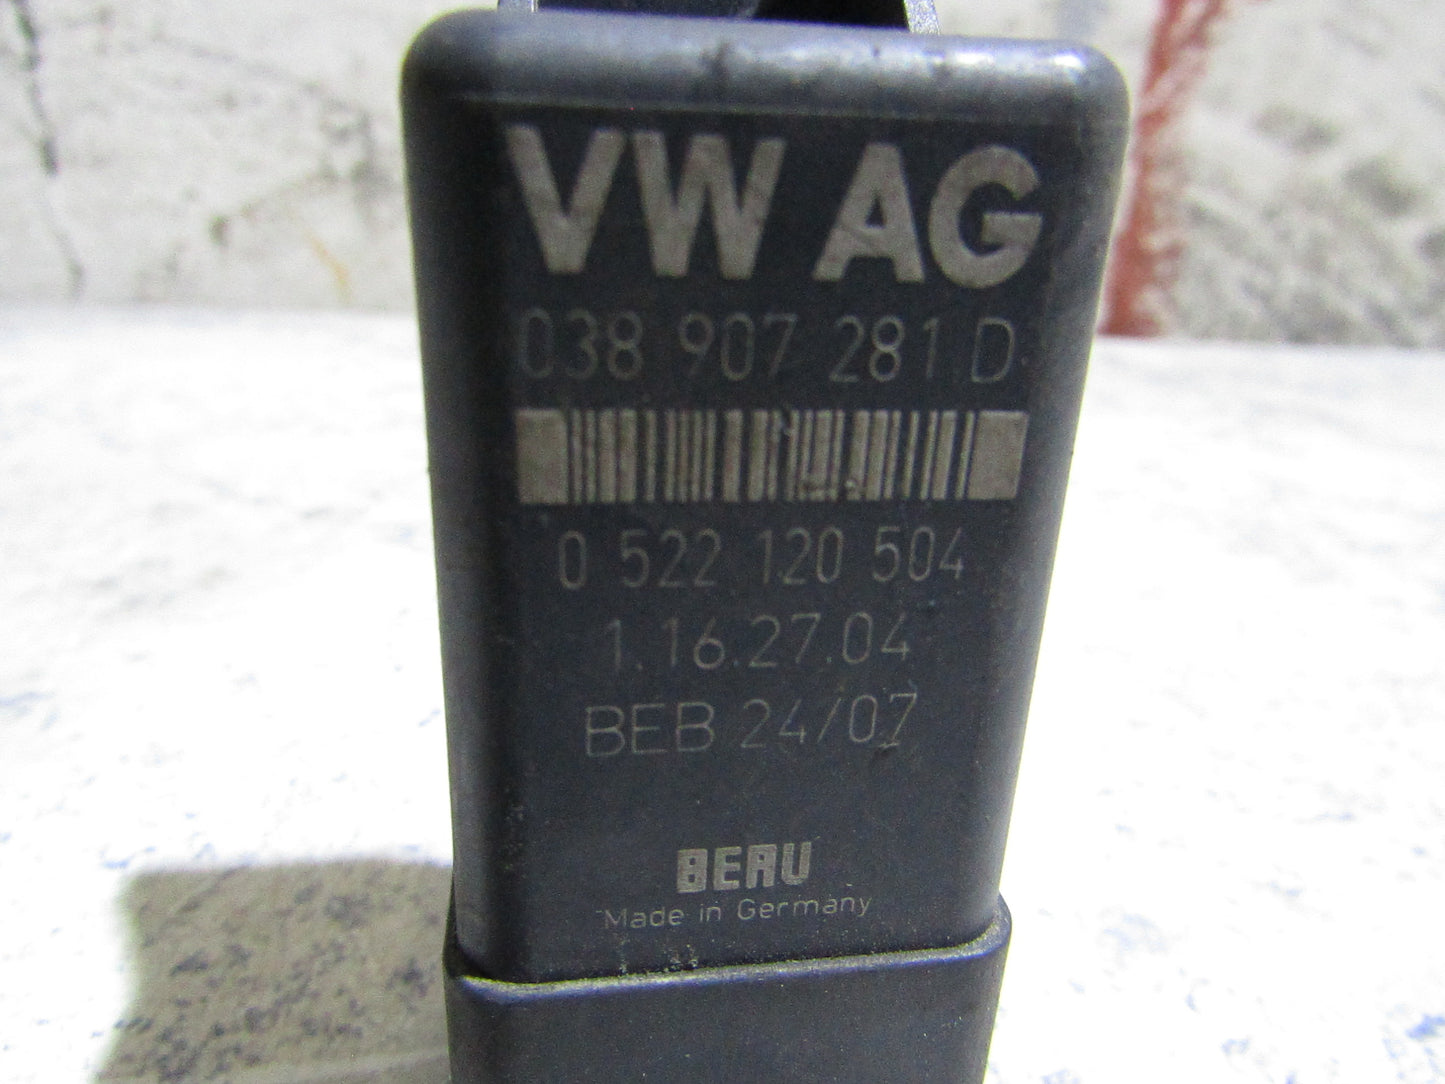 VW AG
038 907 281 D
0 522 120 504
1.16.27.04
BEB 24/07
BERU
Made in Germany